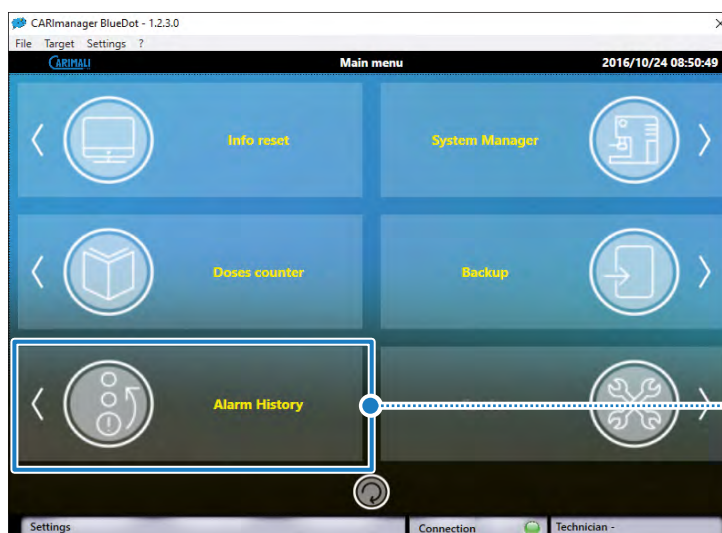 CARImanager BlueDot - 1.2.3.0
File Target Settings ?
CARIMALI Main menu 2016/10/24 08:50:49
Info reset System Manager
Doses counter Backup
Alarm History
Settings Connection Technician -